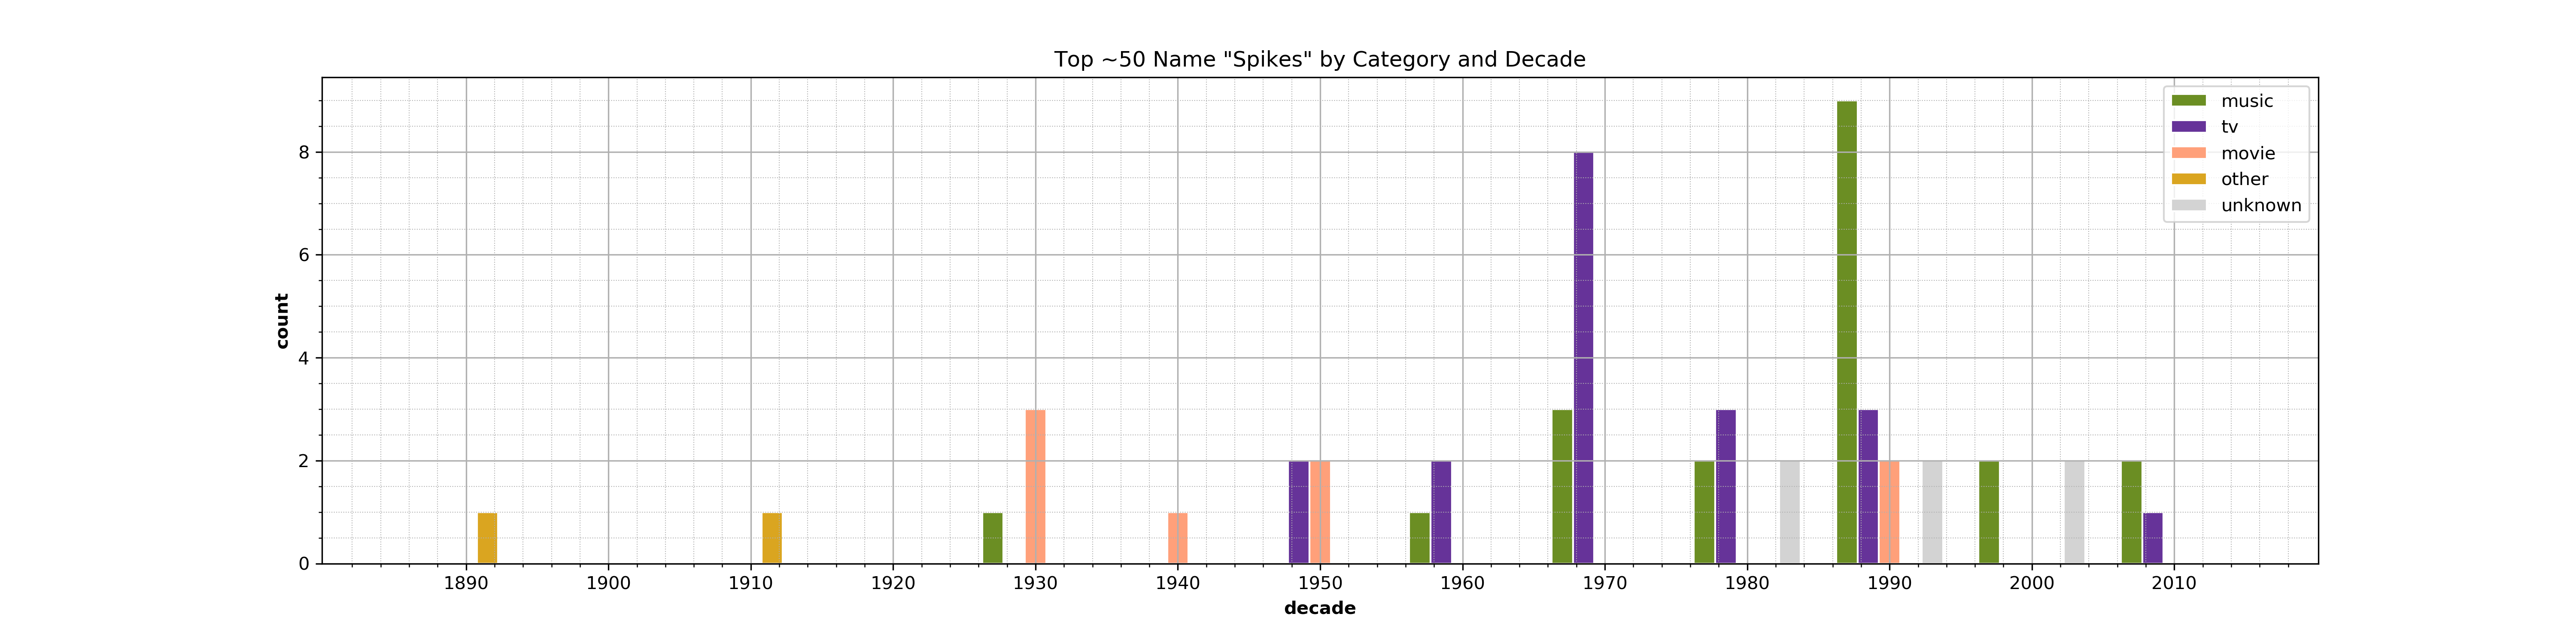 Top ~50 Name "Spikes" by Category and Decade
music
tv
movie
other
unknown
8
6
4
2
0
count
1890 1900 1910 1920 1930 1940 1950 1960 1970 1980 1990 2000 2010
decade